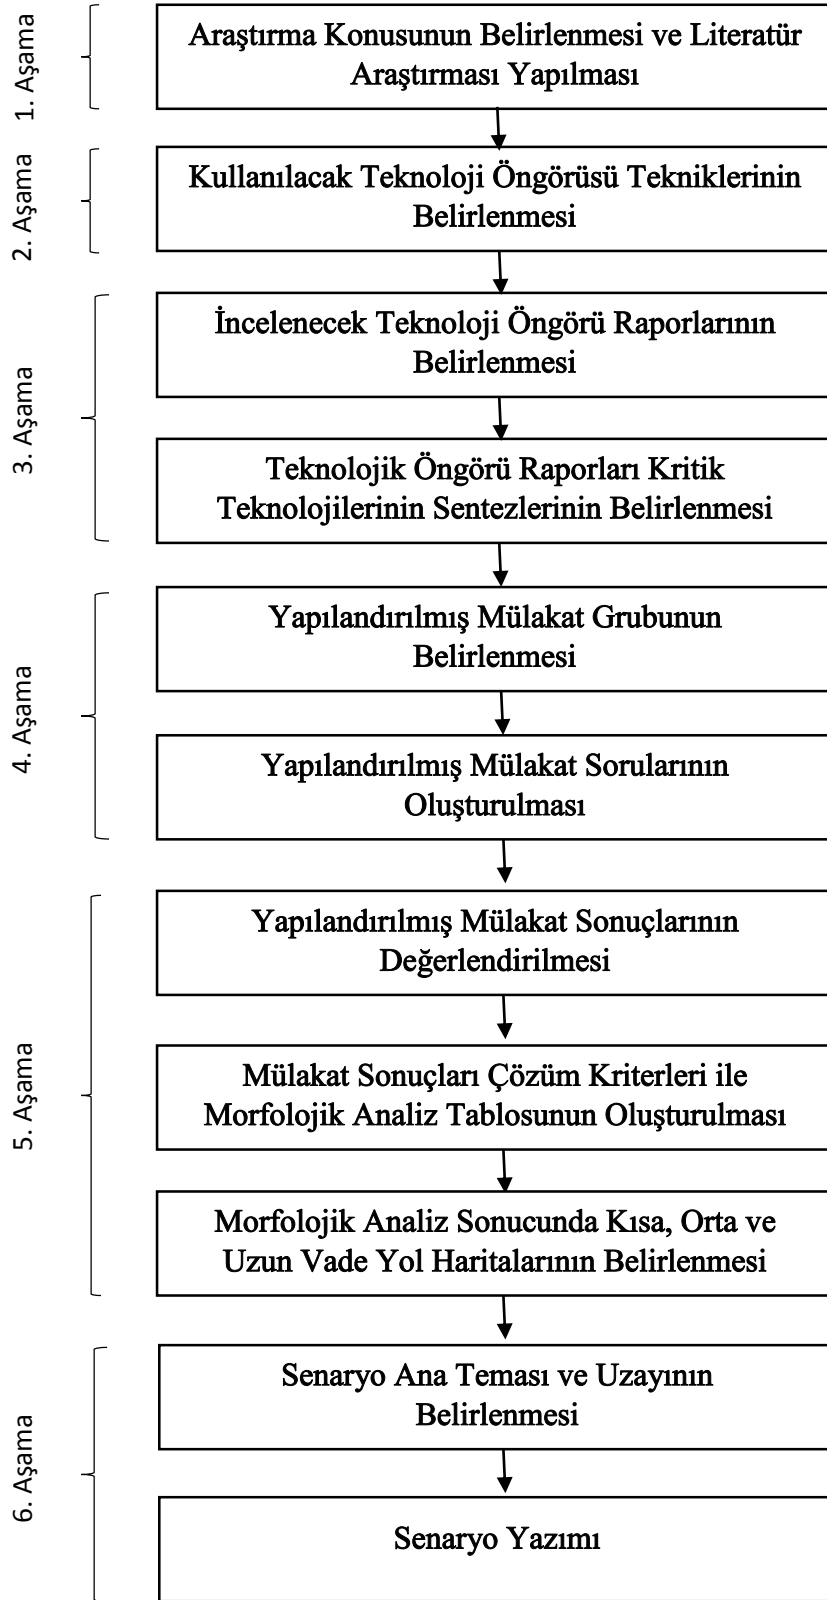 1. Aşama
Araştırma Konusunun Belirlenmesi ve Literatür
Araştırması Yapılması
2. Aşama
Kullanılacak Teknoloji Öngörüsü Tekniklerinin
Belirlenmesi
3. Aşama
İncelenecek Teknoloji Öngörü Raporlarının
Belirlenmesi
Teknolojik Öngörü Raporları Kritik
Teknolojilerinin Sentezlerinin Belirlenmesi
4. Aşama
Yapılandırılmış Mülakat Grubunun
Belirlenmesi
Yapılandırılmış Mülakat Sorularının
Oluşturulması
5. Aşama
Yapılandırılmış Mülakat Sonuçlarının
Değerlendirilmesi
Mülakat Sonuçları Çözüm Kriterleri ile
Morfolojik Analiz Tablosunun Oluşturulması
Morfolojik Analiz Sonucunda Kısa, Orta ve
Uzun Vade Yol Haritalarının Belirlenmesi
6. Aşama
Senaryo Ana Teması ve Uzayının
Belirlenmesi
Senaryo Yazımı